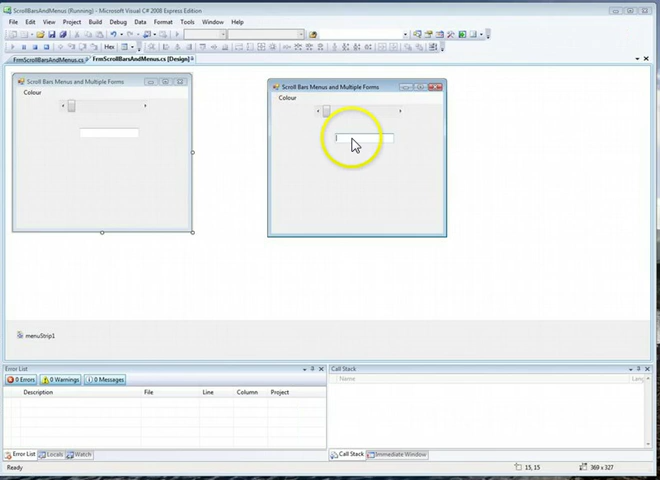 ScrollBarsAndMenus (Running) - Microsoft Visual C# 2008 Express Edition
File Edit View Project Build Debug Data Format Tools Window Help
Hex
FrmScrollBarsAndMenus.cs FrmScrollBarsAndMenus.cs [Design]
Scroll Bars Menus and Multiple Forms
Colour
Scroll Bars Menus and Multiple Forms
Colour
menuStrip1
Error List
0 Errors 0 Warnings 0 Messages
Description File Line Column Project
Error List Locals Watch
Call Stack
Name Lang
Call Stack Immediate Window
Ready 15, 15 369 x 327